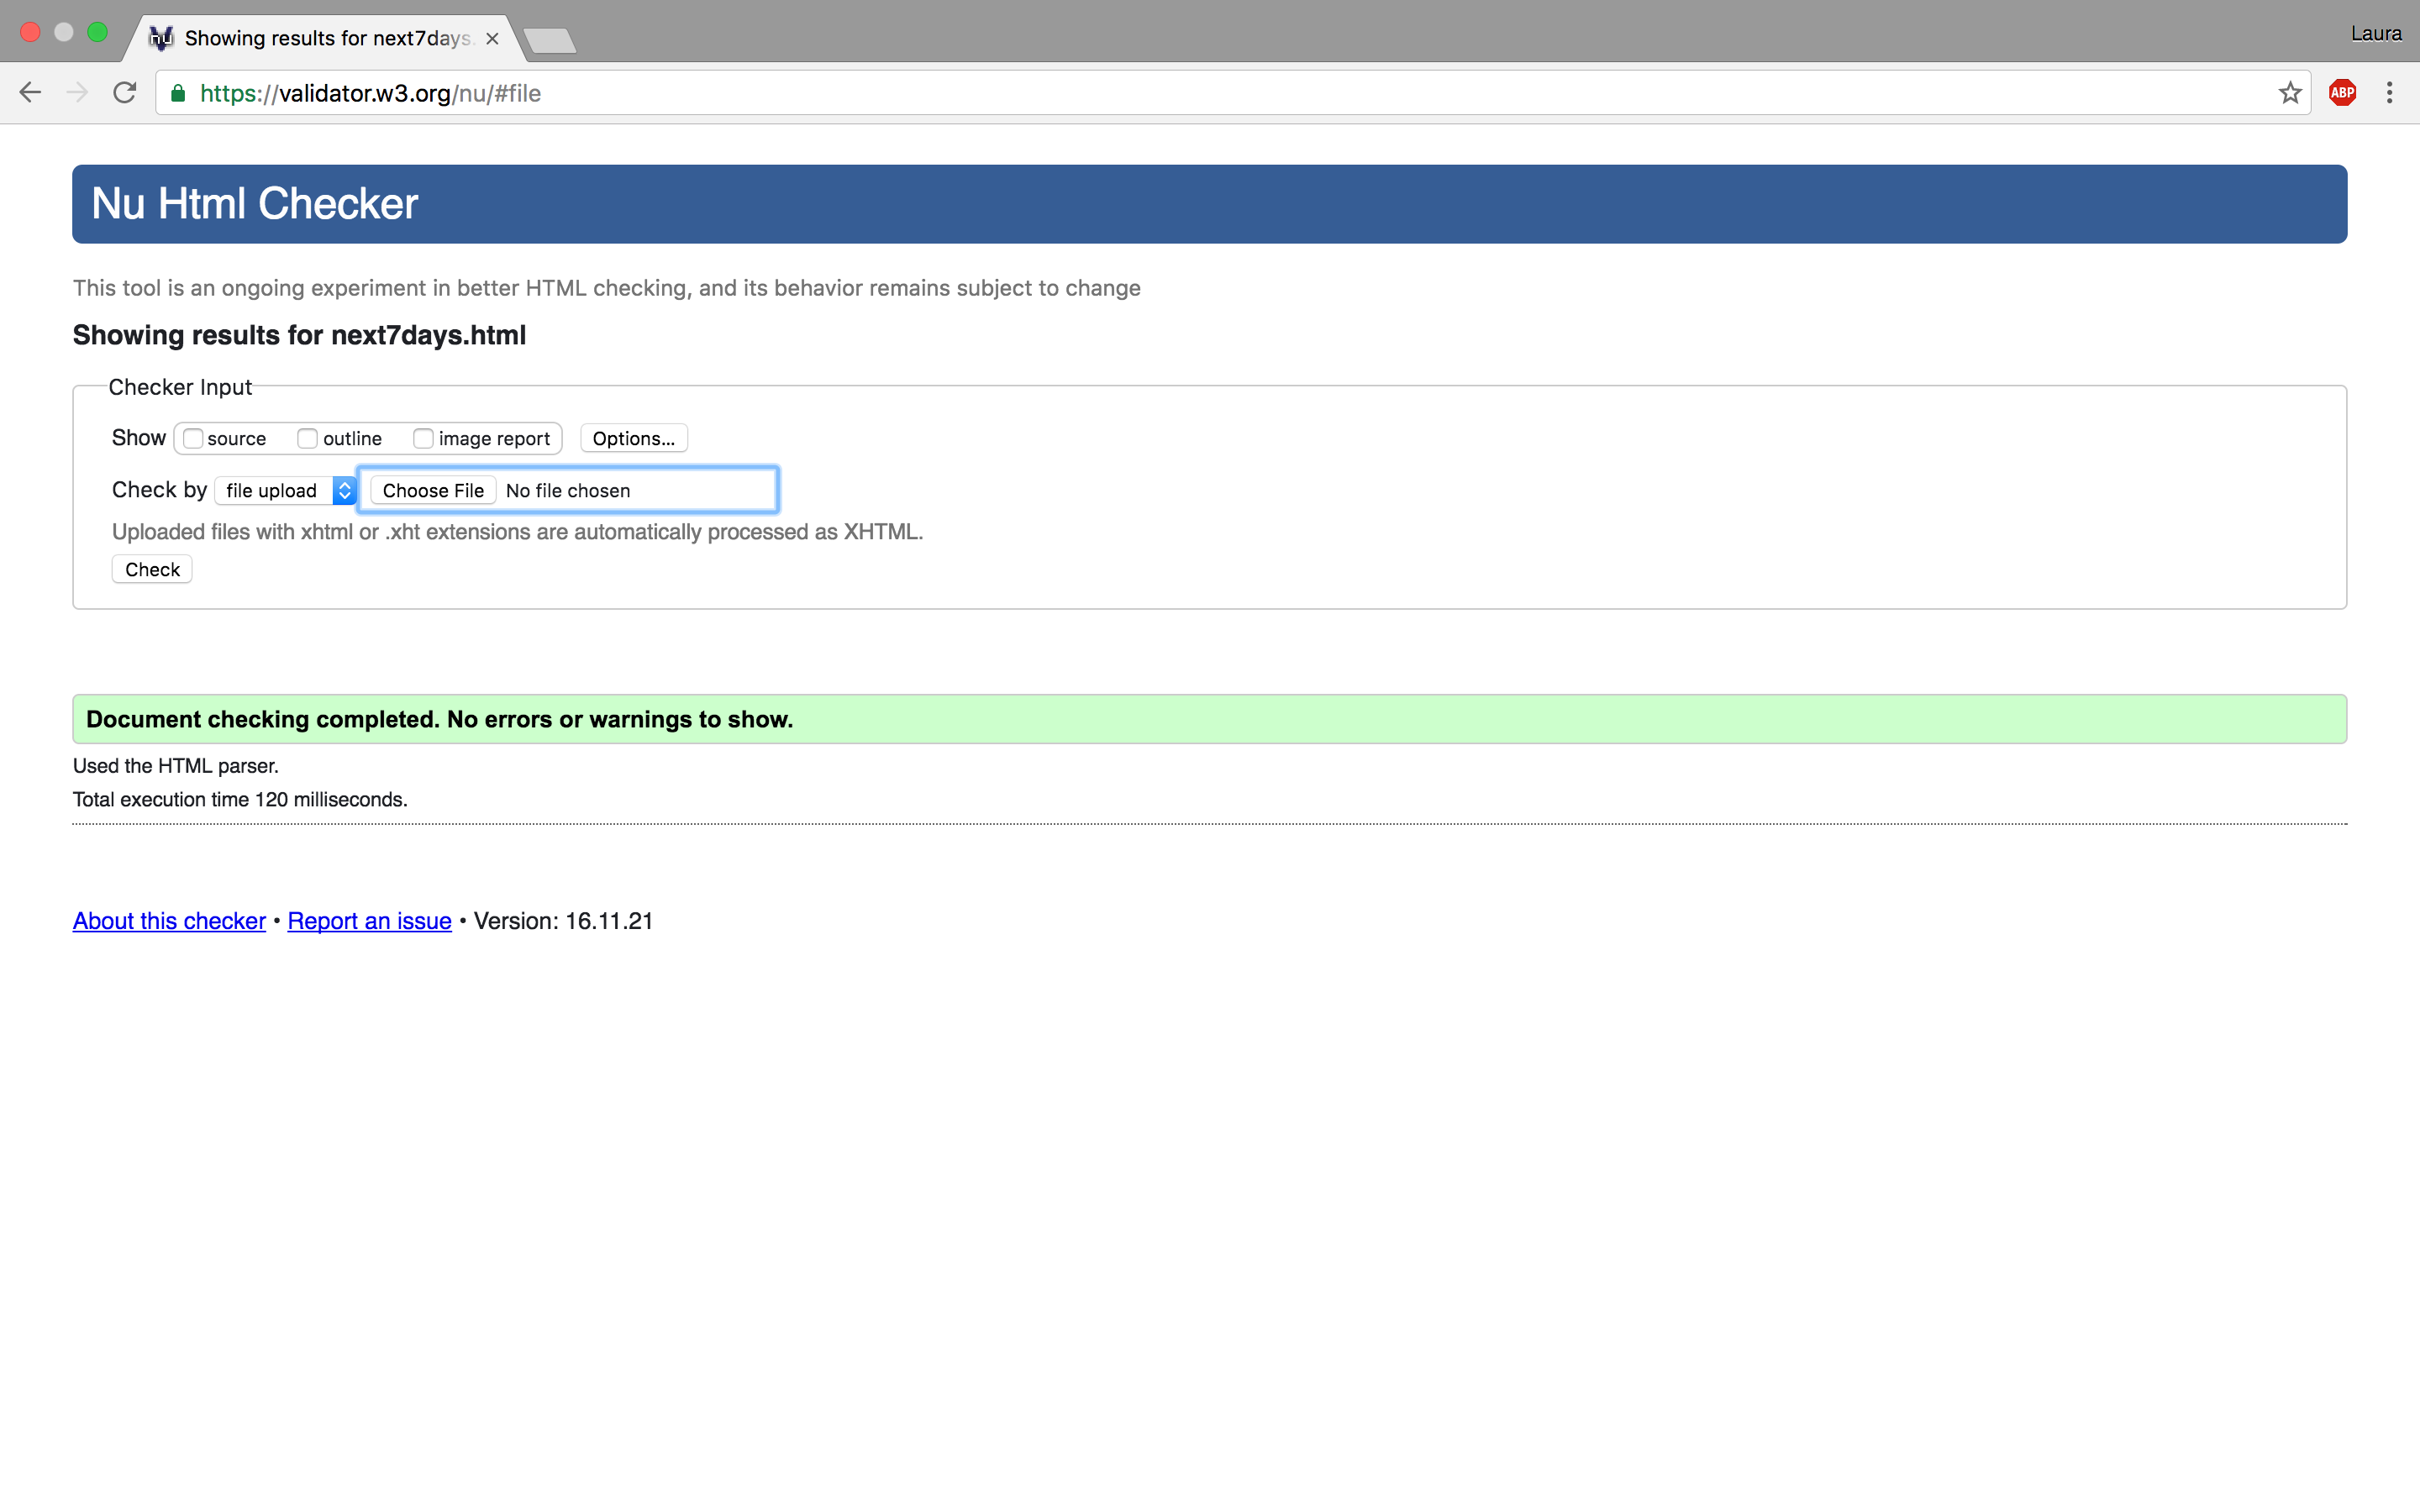 nu Showing results for next7days.
Laura
https://validator.w3.org/nu/#file
ABP
Nu Html Checker
This tool is an ongoing experiment in better HTML checking, and its behavior remains subject to change
Showing results for next7days.html
Checker Input
Show source outline image report Options...
Check by file upload Choose File No file chosen
Uploaded files with xhtml or .xht extensions are automatically processed as XHTML.
Check
Document checking completed. No errors or warnings to show.
Used the HTML parser.
Total execution time 120 milliseconds.
About this checker • Report an issue • Version: 16.11.21